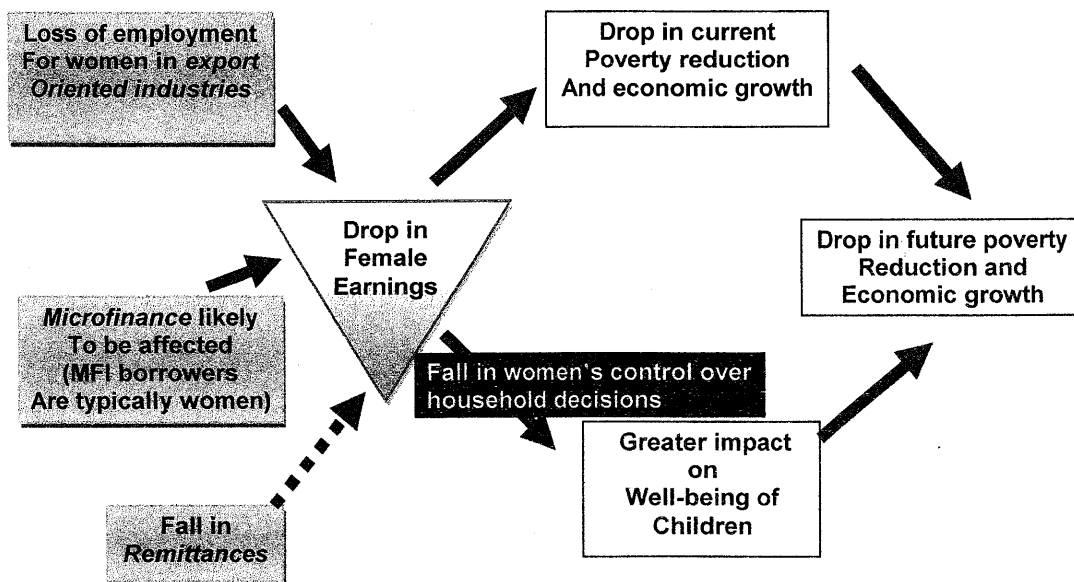 Loss of employment
For women in export
Oriented industries
Drop in current
Poverty reduction
And economic growth
Drop in
Female
Earnings
Drop in future poverty
Reduction and
Economic growth
Microfinance likely
To be affected
(MFI borrowers
Are typically women)
Fall in women's control over
household decisions
Greater impact
on
Well-being of
Children
Fall in
Remittances